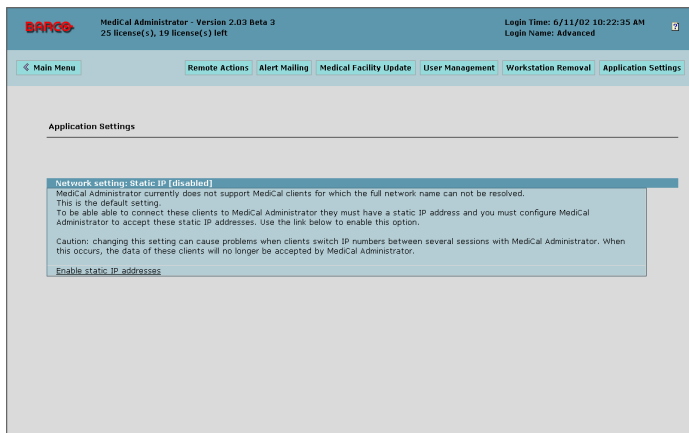 BARCO
MediCal Administrator - Version 2.03 Beta 3
25 license(s), 19 license(s) left
Login Time: 6/11/02 10:22:35 AM
Login Name: Advanced
?
Main Menu
Remote Actions
Alert Mailing
Medical Facility Update
User Management
Workstation Removal
Application Settings
Application Settings
Network setting: Static IP [disabled]
MediCal Administrator currently does not support MediCal clients for which the full network name can not be resolved.
This is the default setting.
To be able able to connect these clients to MediCal Administrator they must have a static IP address and you must configure MediCal
Administrator to accept these static IP addresses. Use the link below to enable this option.
Caution: changing this setting can cause problems when clients switch IP numbers between several sessions with MediCal Administrator. When
this occurs, the data of these clients will no longer be accepted by MediCal Administrator.
Enable static IP addresses